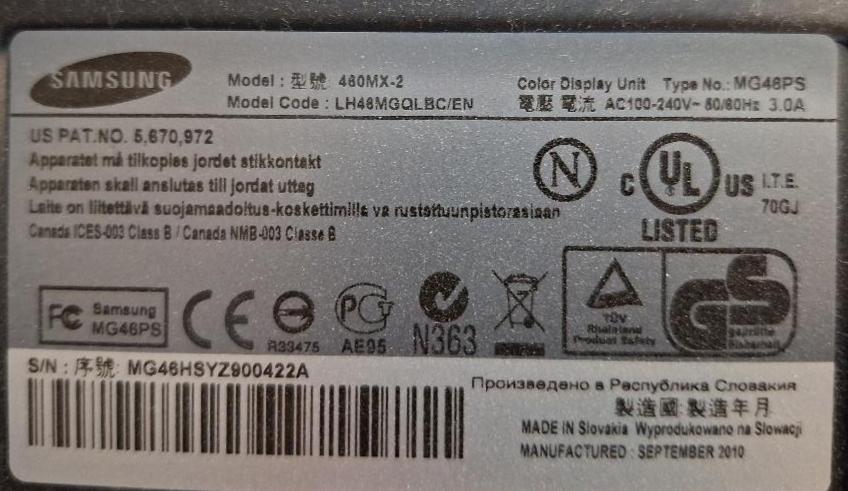 SAMSUNG
Model : 型號 460MX-2
Model Code : LH46MGQLBC/EN
Color Display Unit Type No.: MG46PS
電壓 電流 AC100-240V~ 50/60Hz 3.0A
US PAT.NO. 5,670,972
Apparatet må tilkoples jordet stikkontakt
Apparaten skall anslutas till jordat uttag
Laite on liitettävä suojamaadoitus-koskettimilla va rustettuunpistorasiaan
Canada ICES-003 Class B / Canada NMB-003 Classe B
N
C UL US
LISTED
I.T.E.
70GJ
FC Samsung
MG46PS
CE
R33475
PG
AE95
N363
TÜV
Rheinland
Product Safety
GS
geprüfte
Sicherheit
S/N : 序號: MG46HSYZ900422A
Произведено в Республика Словакия
製造國: 製造年月
MADE IN Slovakia Wyprodukowano na Slowacji
MANUFACTURED : SEPTEMBER 2010